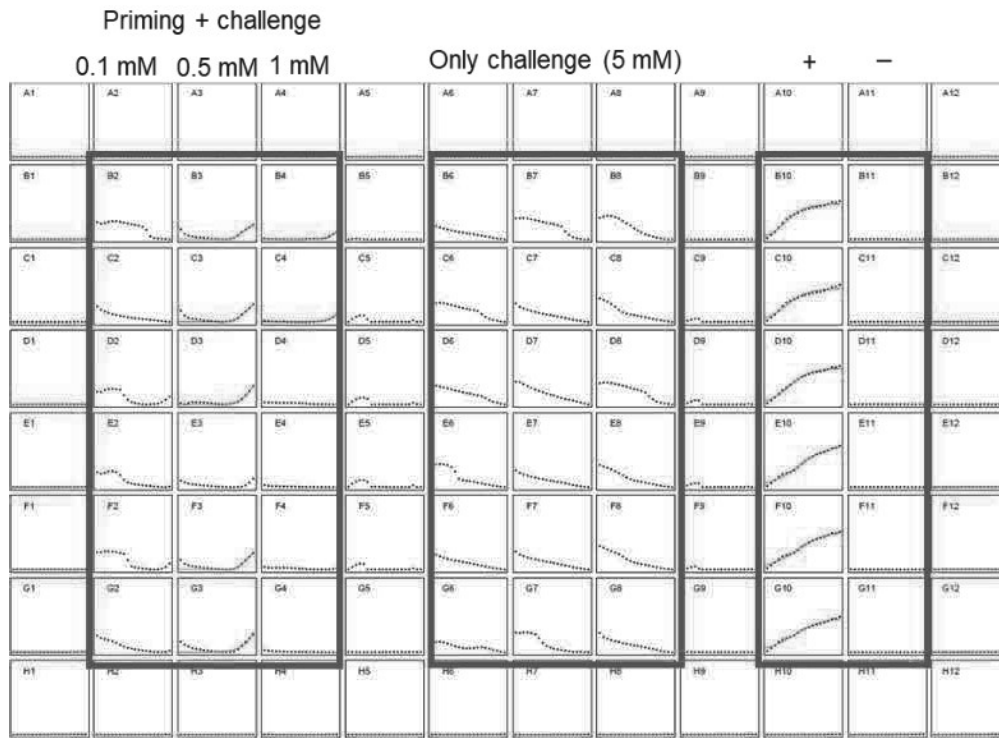 Priming + challenge
0.1 mM 0.5 mM 1 mM Only challenge (5 mM) + –
A1 A2 A3 A4 A5 A6 A7 A8 A9 A10 A11 A12
B1 B2 B3 B4 B5 B6 B7 B8 B9 B10 B11 B12
C1 C2 C3 C4 C5 C6 C7 C8 C9 C10 C11 C12
D1 D2 D3 D4 D5 D6 D7 D8 D9 D10 D11 D12
E1 E2 E3 E4 E5 E6 E7 E8 E9 E10 E11 E12
F1 F2 F3 F4 F5 F6 F7 F8 F9 F10 F11 F12
G1 G2 G3 G4 G5 G6 G7 G8 G9 G10 G11 G12
H1 H2 H3 H4 H5 H6 H7 H8 H9 H10 H11 H12